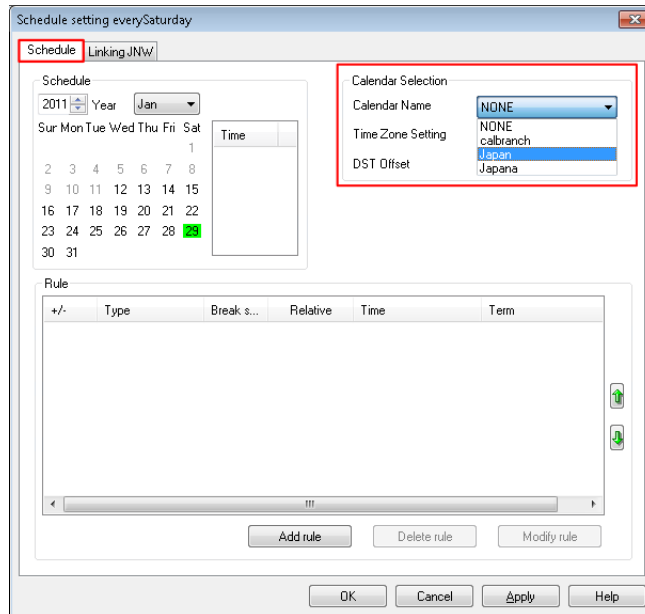 Schedule setting everySaturday
Schedule Linking JNW
Schedule
2011 Year Jan
Sur Mon Tue Wed Thu Fri Sat
1
2 3 4 5 6 7 8
9 10 11 12 13 14 15
16 17 18 19 20 21 22
23 24 25 26 27 28 29
30 31
Time
Calendar Selection
Calendar Name NONE
NONE
calbranch
Japan
Japana
Time Zone Setting
DST Offset
Rule
+/- Type Break s... Relative Time Term
Add rule Delete rule Modify rule
OK Cancel Apply Help